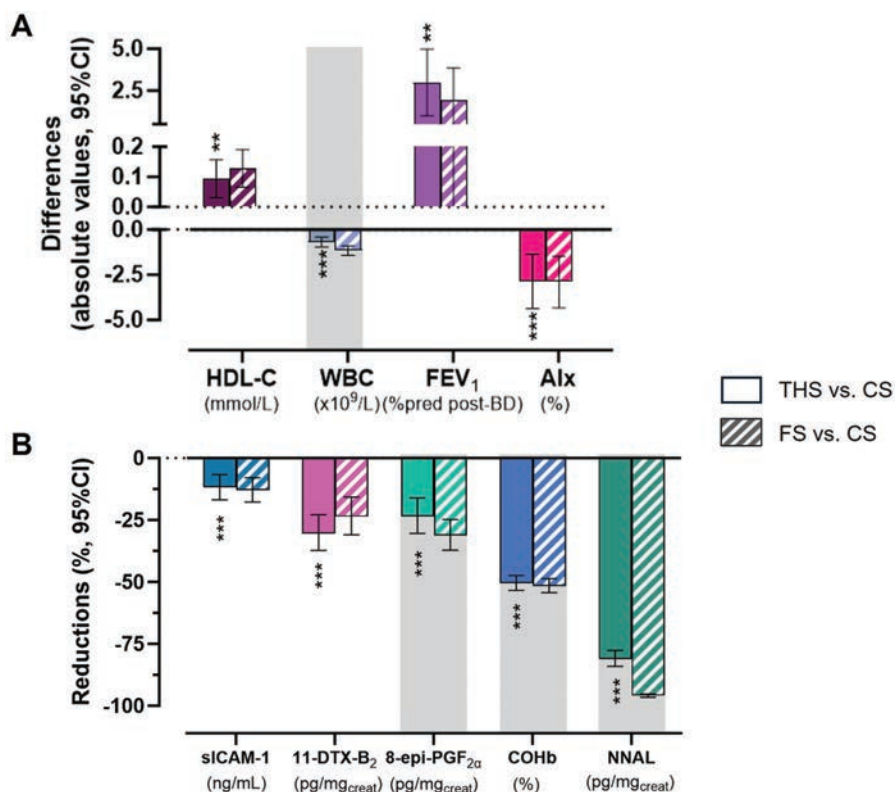 A
Differences
(absolute values, 95%CI)
5.0
2.5
0.2
0.1
0.0
0.0
-2.5
-5.0
**
***
**
***
HDL-C
WBC
FEV₁
AIx
(mmol/L)
(x10⁹/L)
(%pred post-BD)
(%)
THS vs. CS
FS vs. CS
B
Reductions (%, 95%CI)
0
-25
-50
-75
-100
***
***
***
***
***
sICAM-1
11-DTX-B₂
8-epi-PGF₂α
COHb
NNAL
(ng/mL)
(pg/mgcreat)
(pg/mgcreat)
(%)
(pg/mgcreat)